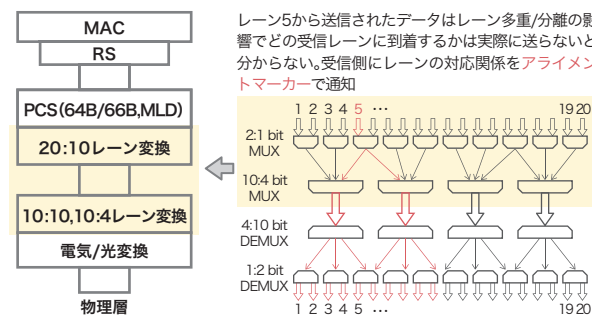 MAC
RS
PCS(64B/66B,MLD)
20:10レーン変換
10:10,10:4レーン変換
電気/光変換
物理層
レーン5から送信されたデータはレーン多重/分離の影
響でどの受信レーンに到着するかは実際に送らないと
分からない。受信側にレーンの対応関係をアライメン
トマーカーで通知
1 2 3 4 5 … 19 20
2:1 bit
MUX
10:4 bit
MUX
4:10 bit
DEMUX
1:2 bit
DEMUX
1 2 3 4 5 … 19 20